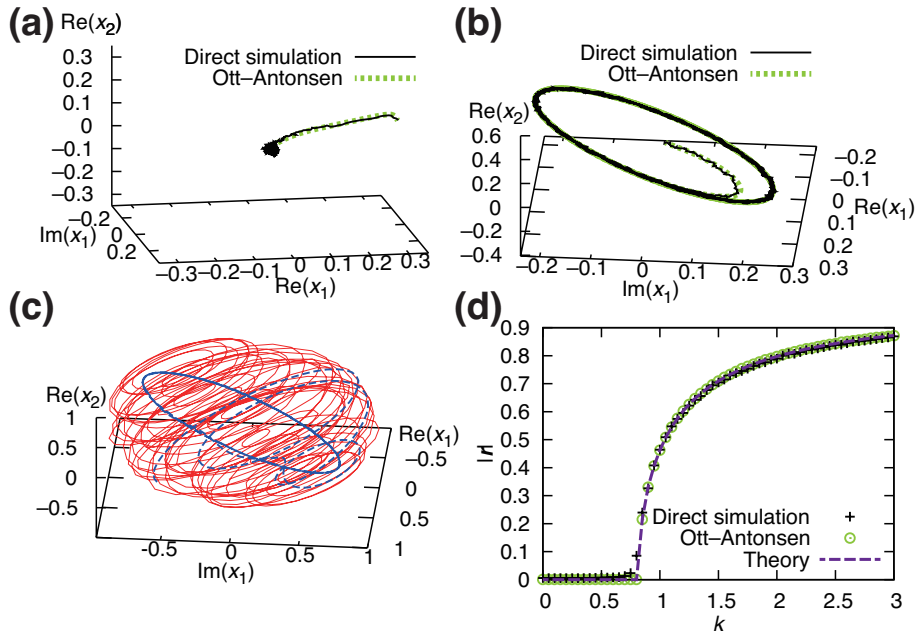 (a)
Re(x2)
0.3
0.2
0.1
0
−0.1
−0.2
−0.3
Direct simulation
Ott–Antonsen
−0.2
0
0.2
Im(x1)
−0.3
−0.2
−0.1
0
0.1
0.2
0.3
Re(x1)
(b)
Direct simulation
Ott–Antonsen
Re(x2)
0.6
0.4
0.2
0
−0.2
−0.4
−0.2
−0.1
0
0.1
0.2
0.3
Im(x1)
−0.2
−0.1
0
0.1
0.2
0.3
Re(x1)
(c)
Re(x2)
1
0.5
0
−0.5
−0.5
0
0.5
1
Im(x1)
Re(x1)
−0.5
0
0.5
1
(d)
0.9
0.8
0.7
0.6
0.5
0.4
0.3
0.2
0.1
0
|r|
Direct simulation
Ott–Antonsen
Theory
0 0.5 1 1.5 2 2.5 3
k